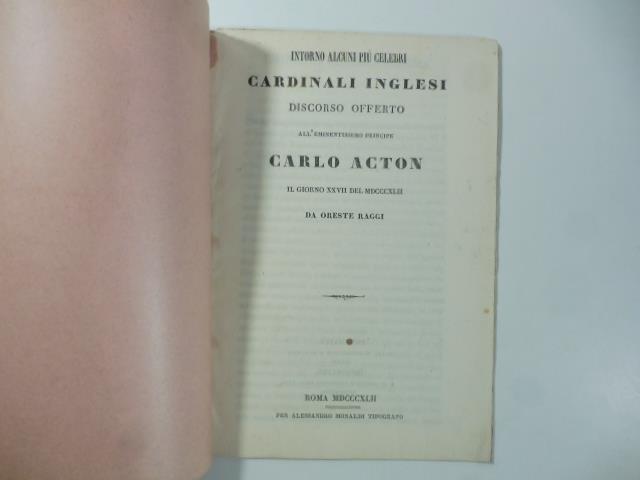 INTORNO ALCUNI PIÙ CELEBRI
CARDINALI INGLESI
DISCORSO OFFERTO
ALL'EMINENTISSIMO PRINCIPE
CARLO ACTON
IL GIORNO XXVII DEL MDCCCXLII
DA ORESTE RAGGI
ROMA MDCCCXLII
PER ALESSANDRO MONALDI TIPOGRAFO